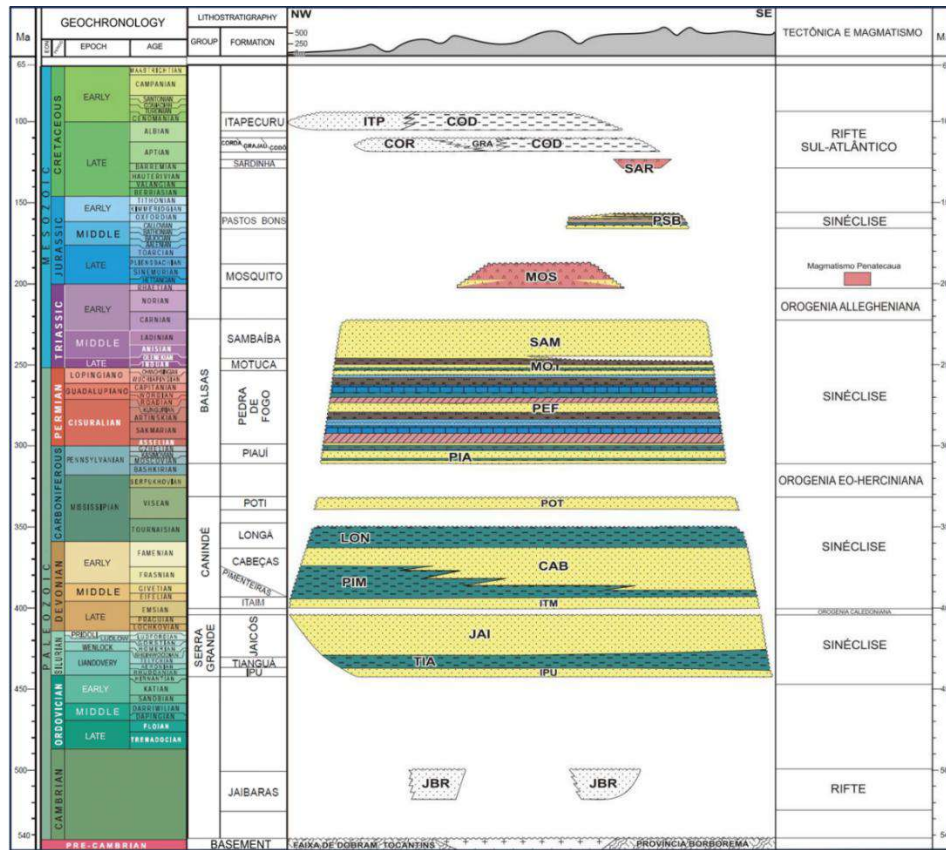 GEOCHRONOLOGY
LITHOSTRATIGRAPHY
NW
SE
TECTÔNICA E MAGMATISMO
Ma
EON
EPOCH
AGE
GROUP
FORMATION
500
250
65
MESOZOIC
CRETACEOUS
EARLY
MAASTRICHTIAN
CAMPANIAN
SANTONIAN
CONIACIAN
TURONIAN
CENOMANIAN
100
LATE
ALBIAN
APTIAN
BARREMIAN
HAUTERIVIAN
VALANGIAN
BERRIASIAN
ITAPECURU
CORDA
GRAJAÚ
CODÓ
SARDINHA
ITP
COD
COR
GRA
COD
SAR
RIFTE
SUL-ATLÂNTICO
150
JURASSIC
EARLY
TITHONIAN
KIMMERIDGIAN
OXFORDIAN
MIDDLE
CALLOVIAN
BATHONIAN
BAJOCIAN
AALENIAN
LATE
TOARCIAN
PLIENSBACHIAN
SINEMURIAN
HETTANGIAN
PASTOS BONS
PSB
SINÉCLISE
MOSQUITO
MOS
Magmatismo Penatecaua
200
TRIASSIC
EARLY
RHAETIAN
NORIAN
CARNIAN
MIDDLE
LADINIAN
ANISIAN
LATE
OLENEKIAN
INDUAN
OROGENIA ALLEGHENIANA
BALSAS
SAMBAÍBA
SAM
MOTUCA
MOT
250
PALEOZOIC
PERMIAN
LOPINGIANO
GUADALUPIANO
CAPITANIAN
WORDIAN
ROADIAN
CISURALIAN
KUNGURIAN
ARTINSKIAN
SAKMARIAN
ASSELIAN
PEDRA
DE
FOGO
PEF
SINÉCLISE
300
CARBONIFEROUS
PENNSYLVANIAN
GZHELIAN
KASIMOVIAN
MOSCOVIAN
BASHKIRIAN
MISSISSIPIAN
SERPUKHOVIAN
VISEAN
TOURNAISIAN
PIAUÍ
PIA
OROGENIA EO-HERCINIANA
CANINDÉ
POTI
POT
350
LONGÁ
LON
CABEÇAS
CAB
PIMENTEIRAS
PIM
ITAIM
ITM
SINÉCLISE
DEVONIAN
EARLY
FAMENIAN
FRASNIAN
MIDDLE
GIVETIAN
EIFELIAN
400
LATE
EMSIAN
PRAGUIAN
LOCHKOVIAN
OROGENIA CALEDONIANA
SILURIAN
PRIDOLI
LUDLOW
LUDFORDIAN
GORSTIAN
WENLOCK
HOMERIAN
LIANDOVERY
TELYCHIAN
SERRA
GRANDE
JAICÓS
JAI
TIANGUÁ
TIA
IPU
IPU
SINÉCLISE
450
ORDOVICIAN
EARLY
HIRNANTIAN
KATIAN
SANDBIAN
MIDDLE
DARRIWILIAN
DAPINGIAN
LATE
FLOIAN
TREMADOCIAN
500
CAMBRIAN
JAIBARAS
JBR
JBR
RIFTE
540
PRE-CAMBRIAN
BASEMENT
FAIXA DE DOBRAM. TOCANTINS
PROVÍNCIA BORBOREMA